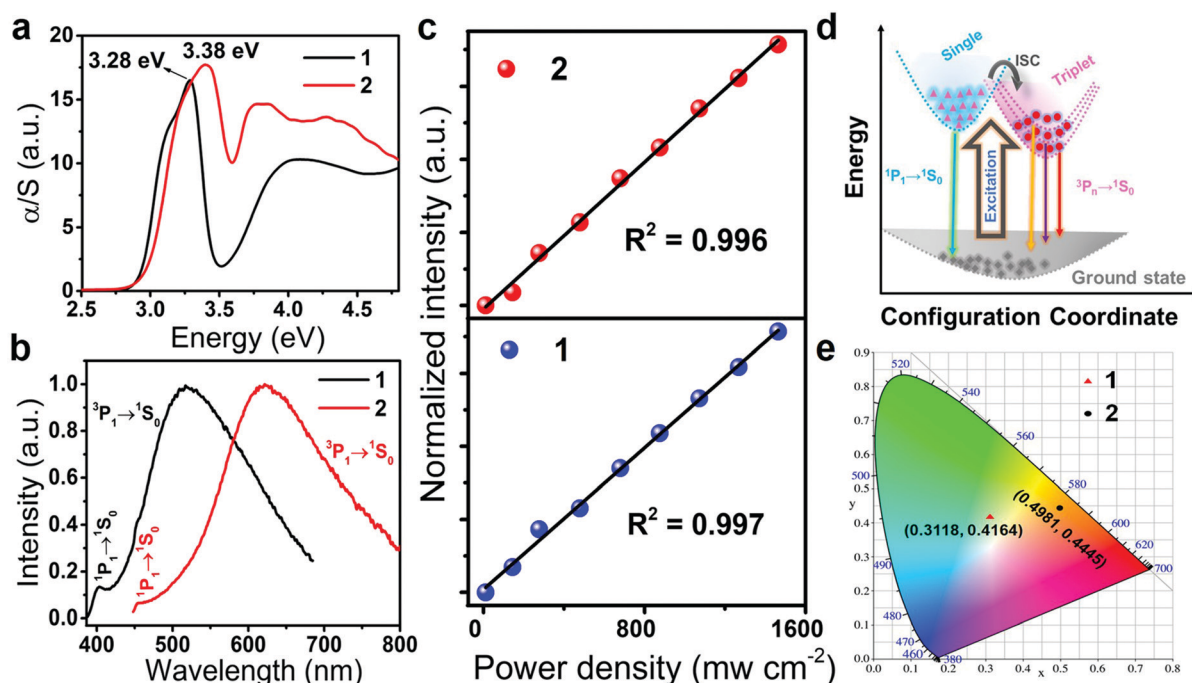 a
3.28 eV
3.38 eV
1
2
20
15
10
5
0
α/S (a.u.)
2.5 3.0 3.5 4.0 4.5
Energy (eV)
b
1
2
³P₁→¹S₀
³P₁→¹S₀
¹P₁→¹S₀
¹P₁→¹S₀
1.0
0.8
0.6
0.4
0.2
0.0
Intensity (a.u.)
400 500 600 700 800
Wavelength (nm)
c
2
R² = 0.996
1
R² = 0.997
Normalized intensity (a.u.)
0 800 1600
Power density (mw cm⁻²)
d
Single
ISC
Triplet
¹P₁→¹S₀
Excitation
³Pₙ→¹S₀
Ground state
Energy
Configuration Coordinate
e
1
2
0.9
0.8
0.7
0.6
0.5
y
0.4
0.3
0.2
0.1
0.0
520
540
560
580
600
620
700
500
490
480
470
460
380
(0.3118, 0.4164)
(0.4981, 0.4445)
0.0 0.1 0.2 0.3 0.4 0.5 0.6 0.7 0.8
x